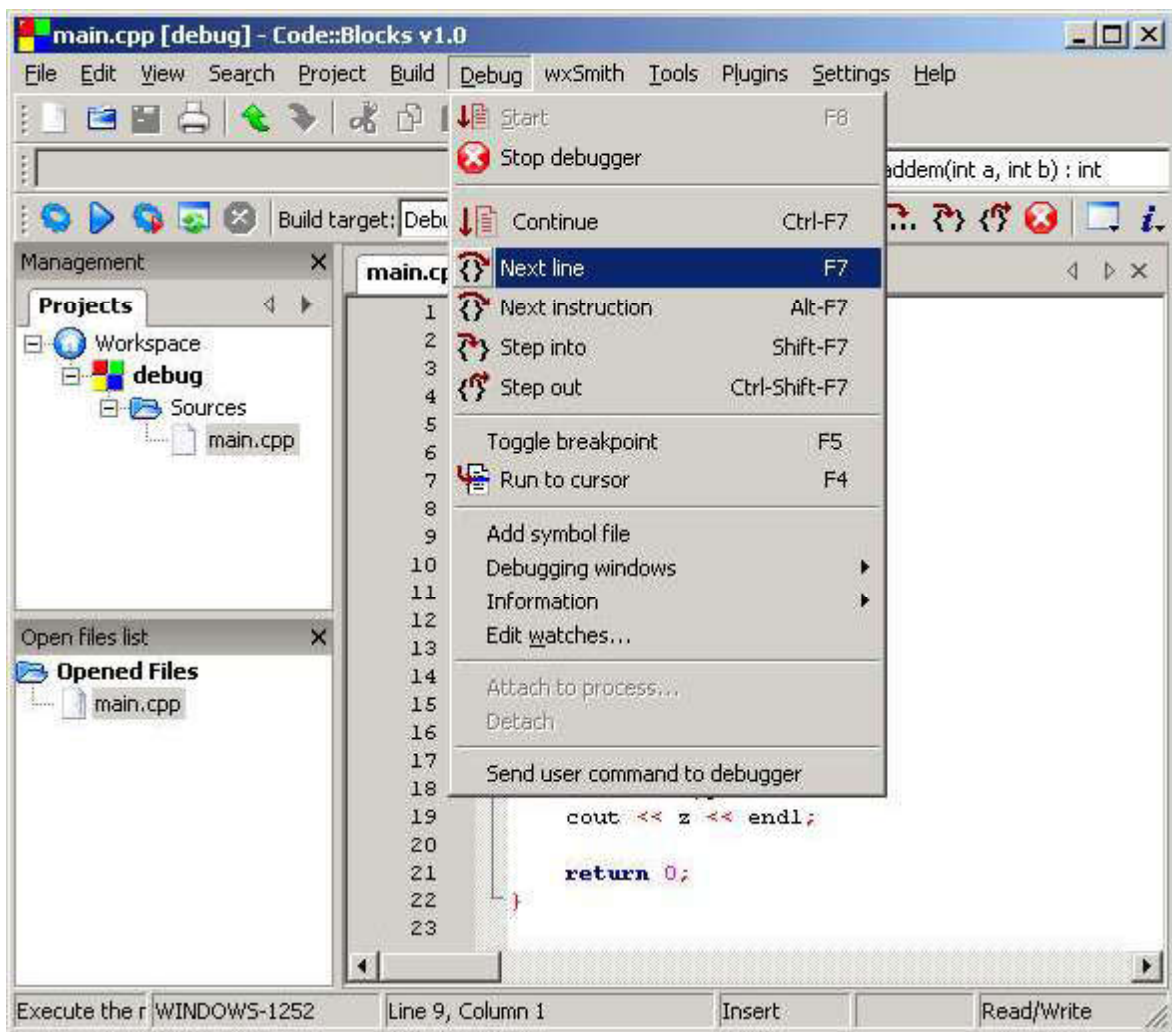 main.cpp [debug] - Code::Blocks v1.0
File Edit View Search Project Build Debug wxSmith Tools Plugins Settings Help
Start F8
Stop debugger
addem(int a, int b) : int
Build target: Debu
Continue Ctrl-F7
Management
main.cp
Next line F7
Projects
Next instruction Alt-F7
Workspace
Step into Shift-F7
debug
Step out Ctrl-Shift-F7
Sources
main.cpp
Toggle breakpoint F5
Run to cursor F4
Add symbol file
Debugging windows
Information
Edit watches...
Open files list
Opened Files
main.cpp
Attach to process...
Detach
Send user command to debugger
1
2
3
4
5
6
7
8
9
10
11
12
13
14
15
16
17
18
19 cout << z << endl;
20
21 return 0;
22 }
23
Execute the r WINDOWS-1252 Line 9, Column 1 Insert Read/Write